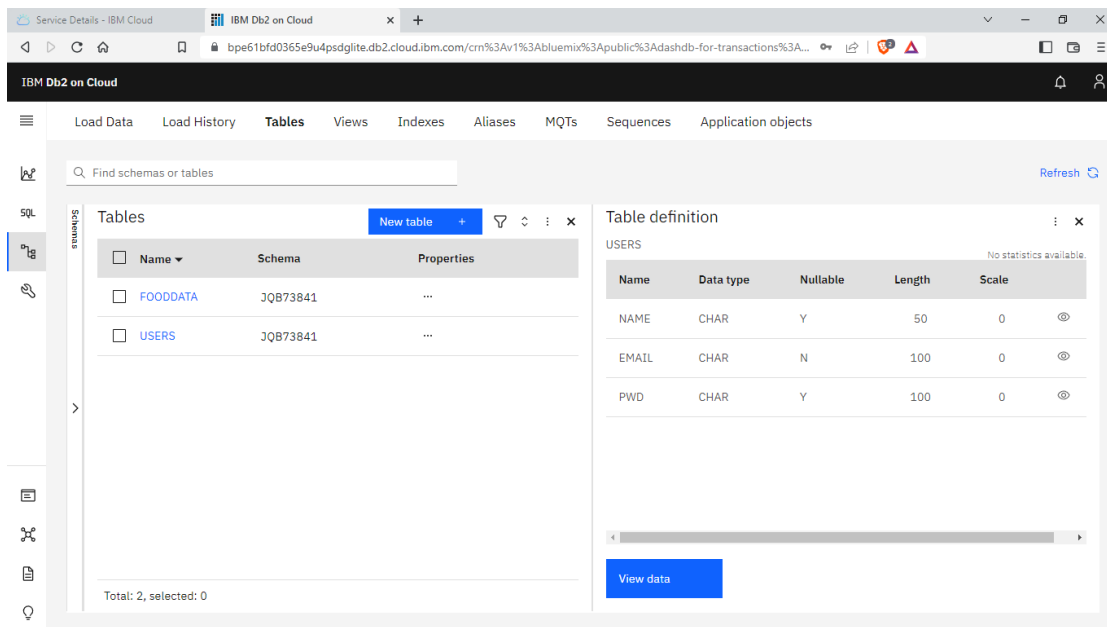 Service Details - IBM Cloud
IBM Db2 on Cloud
bpe61bfd0365e9u4psdglite.db2.cloud.ibm.com/crn%3Av1%3Abluemix%3Apublic%3Adashdb-for-transactions%3A...
2
IBM Db2 on Cloud
Load Data Load History Tables Views Indexes Aliases MQTs Sequences Application objects
Find schemas or tables
Refresh
SQL
Schemas
Tables
New table +
Name Schema Properties
FOODDATA JQB73841 ...
USERS JQB73841 ...
Total: 2, selected: 0
Table definition
USERS
No statistics available.
Name Data type Nullable Length Scale
NAME CHAR Y 50 0
EMAIL CHAR N 100 0
PWD CHAR Y 100 0
View data